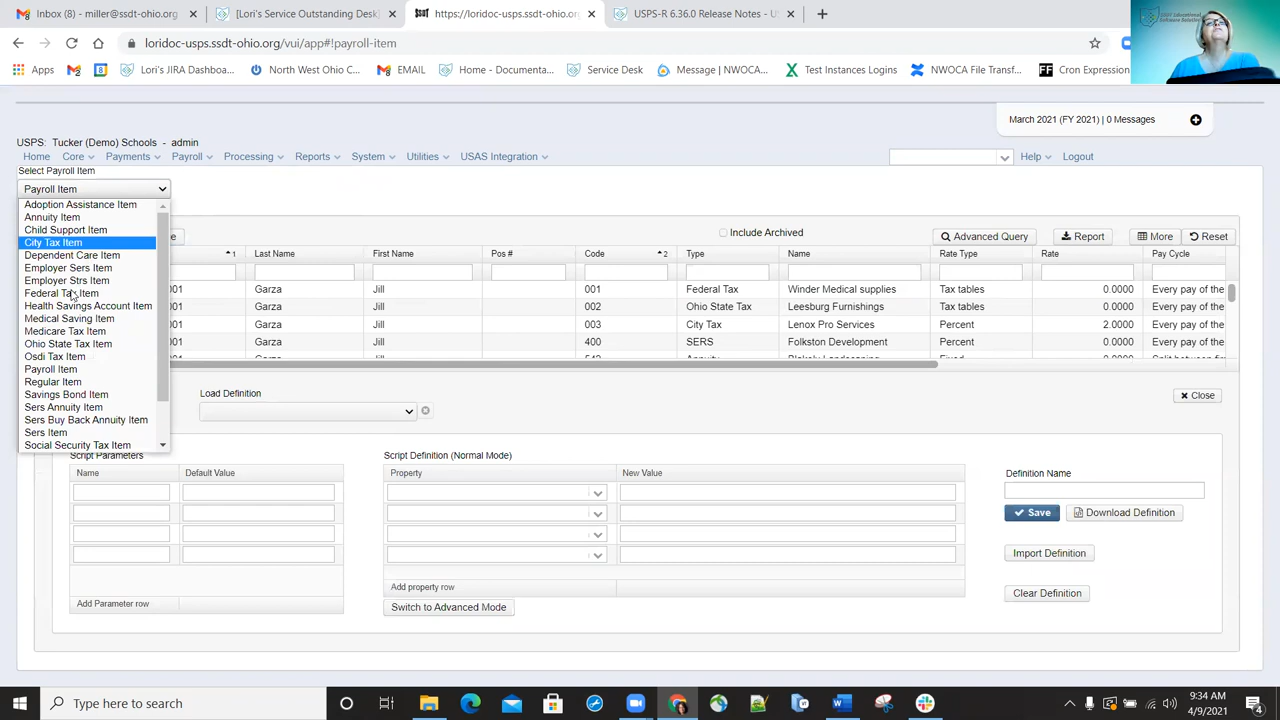 Inbox (8) - miller@ssdt-ohio.org
[Lori's Service Outstanding Desk]
https://loridoc-usps.ssdt-ohio.org
USPS-R 6.36.0 Release Notes - U
loridoc-usps.ssdt-ohio.org/vui/app#!payroll-item
Apps
Lori's JIRA Dashboa...
North West Ohio C...
EMAIL
Home - Documenta...
Service Desk
Message | NWOCA...
Test Instances Logins
NWOCA File Transf...
Cron Expression
March 2021 (FY 2021) | 0 Messages
USPS: Tucker (Demo) Schools - admin
Home Core Payments Payroll Processing Reports System Utilities USAS Integration Help Logout
Select Payroll Item
Payroll Item
Adoption Assistance Item
Annuity Item
Child Support Item
City Tax Item
Dependent Care Item
Employer Sers Item
Employer Strs Item
Federal Tax Item
Health Savings Account Item
Medical Saving Item
Medicare Tax Item
Ohio State Tax Item
Osdi Tax Item
Payroll Item
Regular Item
Savings Bond Item
Sers Annuity Item
Sers Buy Back Annuity Item
Sers Item
Social Security Tax Item
Include Archived
Advanced Query
Report
More
Reset
1 Last Name First Name Pos # Code 2 Type Name Rate Type Rate Pay Cycle
001 Garza Jill 001 Federal Tax Winder Medical supplies Tax tables 0.0000 Every pay of the
001 Garza Jill 002 Ohio State Tax Leesburg Furnishings Tax tables 0.0000 Every pay of the
001 Garza Jill 003 City Tax Lenox Pro Services Percent 2.0000 Every pay of the
001 Garza Jill 400 SERS Folkston Development Percent 0.0000 Every pay of the
Garza Jill
Load Definition
Close
Script Parameters
Name Default Value
Add Parameter row
Script Definition (Normal Mode)
Property New Value
Add property row
Switch to Advanced Mode
Definition Name
Save
Download Definition
Import Definition
Clear Definition
Type here to search
9:34 AM
4/9/2021
4